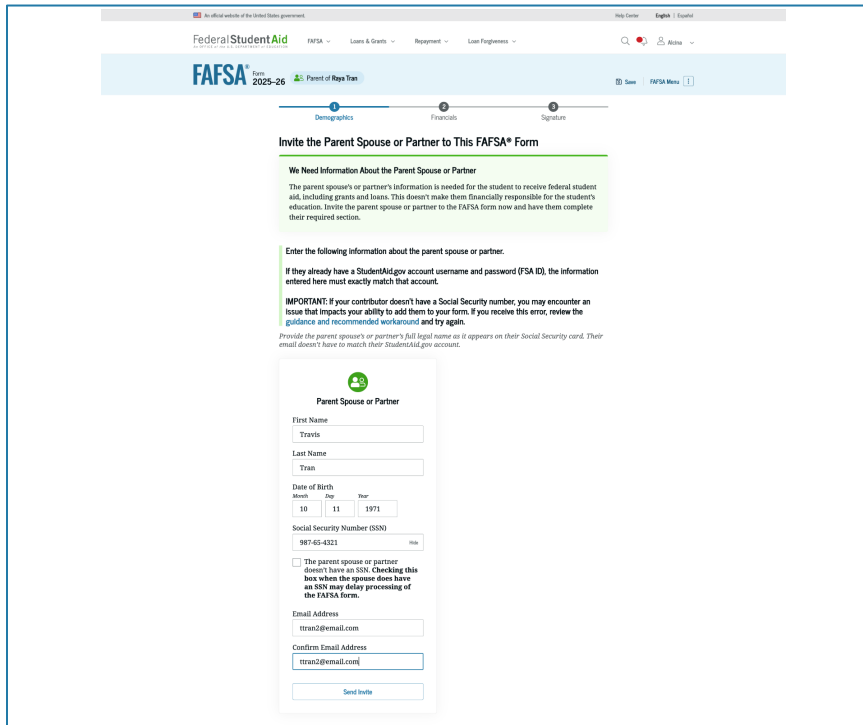 An official website of the United States government.
Help Center English | Español
Federal Student Aid
An OFFICE of the U.S. DEPARTMENT of EDUCATION
FAFSA Loans & Grants Repayment Loan Forgiveness
Alcina
FAFSA® Form 2025–26
Parent of Raya Tran
Save FAFSA Menu
1 2 3
Demographics Financials Signature
Invite the Parent Spouse or Partner to This FAFSA® Form
We Need Information About the Parent Spouse or Partner
The parent spouse's or partner's information is needed for the student to receive federal student
aid, including grants and loans. This doesn't make them financially responsible for the student's
education. Invite the parent spouse or partner to the FAFSA form now and have them complete
their required section.
Enter the following information about the parent spouse or partner.
If they already have a StudentAid.gov account username and password (FSA ID), the information
entered here must exactly match that account.
IMPORTANT: If your contributor doesn't have a Social Security number, you may encounter an
issue that impacts your ability to add them to your form. If you receive this error, review the
guidance and recommended workaround and try again.
Provide the parent spouse's or partner's full legal name as it appears on their Social Security card. Their
email doesn't have to match their StudentAid.gov account.
Parent Spouse or Partner
First Name
Travis
Last Name
Tran
Date of Birth
Month Day Year
10 11 1971
Social Security Number (SSN)
987-65-4321 Hide
The parent spouse or partner
doesn't have an SSN. Checking this
box when the spouse does have
an SSN may delay processing of
the FAFSA form.
Email Address
ttran2@email.com
Confirm Email Address
ttran2@email.com
Send Invite